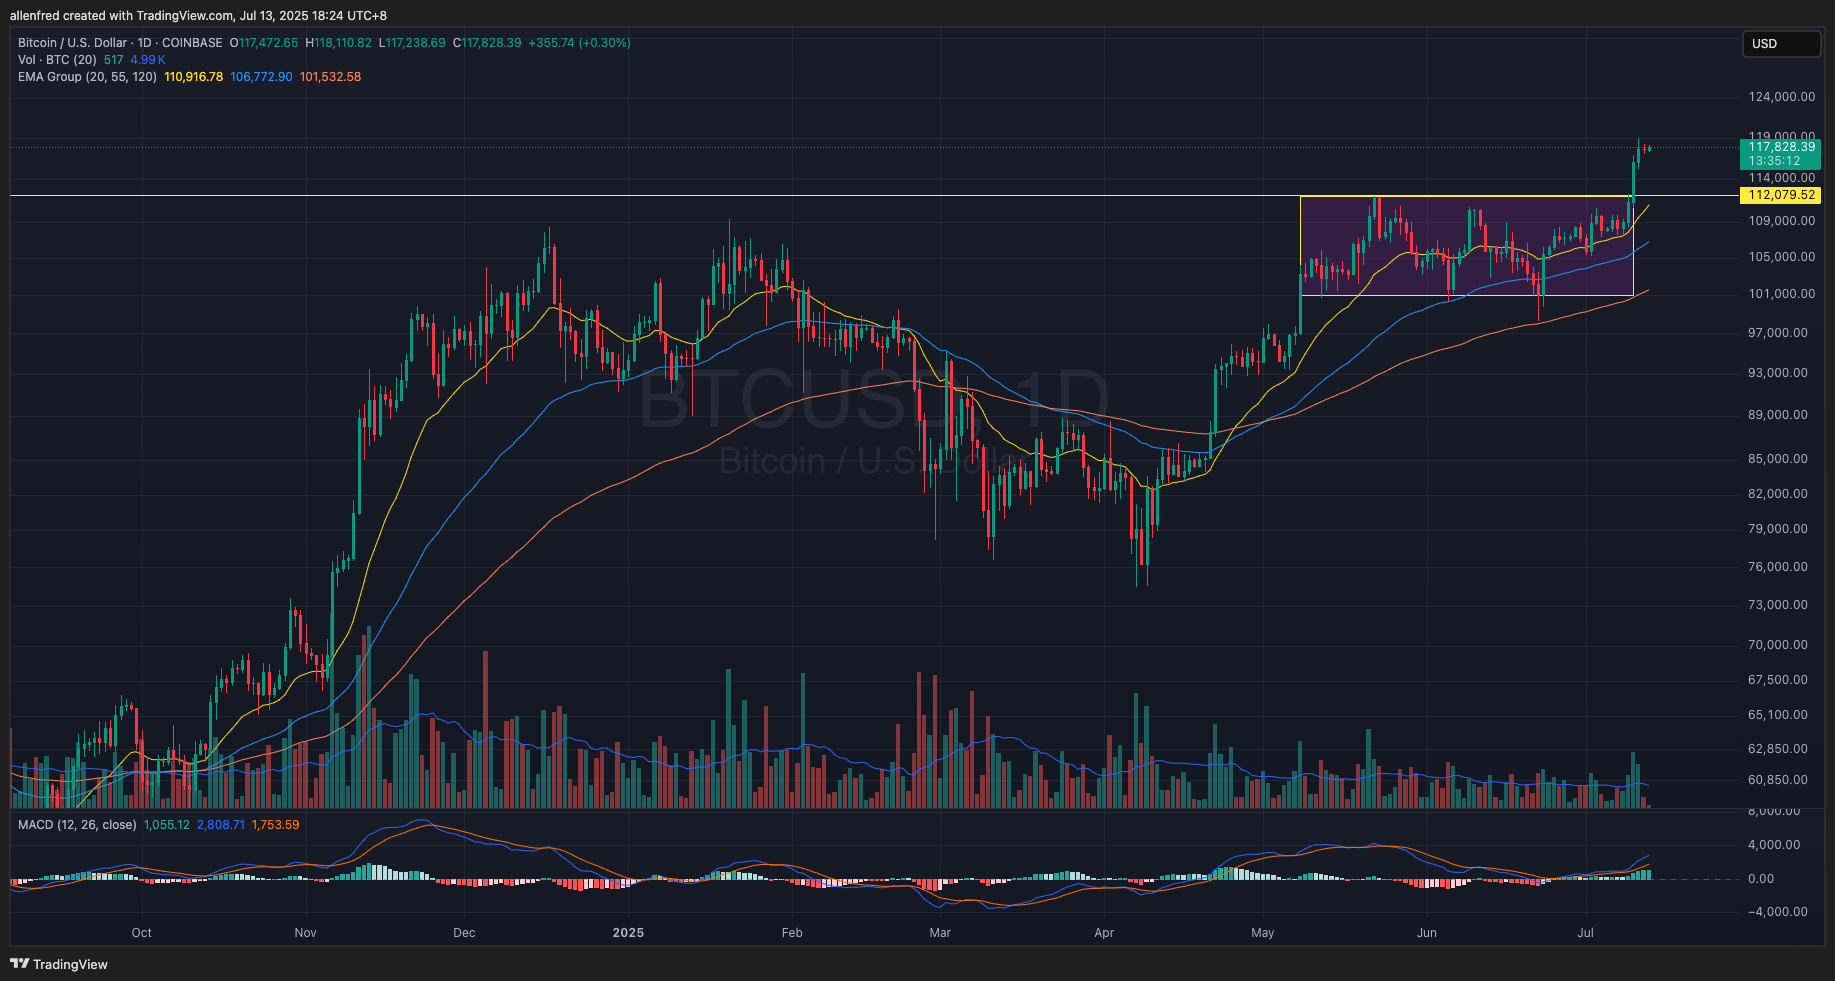 allenfred created with TradingView.com, Jul 13, 2025 18:24 UTC+8
Bitcoin / U.S. Dollar · 1D · COINBASE O117,472.65 H118,110.82 L117,238.69 C117,828.39 +355.74 (+0.30%)
Vol · BTC (20) 517 4.99 K
EMA Group (20, 55, 120) 110,916.78 106,772.90 101,532.58
USD
124,000.00
119,000.00
117,828.39
13:35:12
114,000.00
112,079.52
109,000.00
105,000.00
101,000.00
97,000.00
93,000.00
89,000.00
85,000.00
82,000.00
79,000.00
76,000.00
73,000.00
70,000.00
67,500.00
65,100.00
62,850.00
60,850.00
BTCUSD, 1D
Bitcoin / U.S. Dollar
MACD (12, 26, close) 1,055.12 2,808.71 1,753.59
8,000.00
4,000.00
0.00
−4,000.00
Oct Nov Dec 2025 Feb Mar Apr May Jun Jul
TradingView